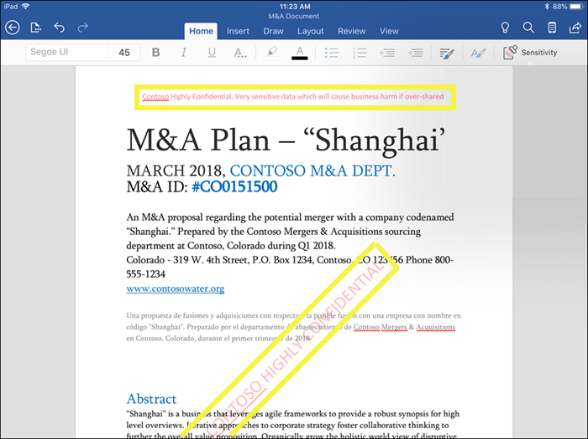 iPad 11:23 AM 88%
M&A Document
Home Insert Draw Layout Review View
Segoe UI 45 B I U A... A Sensitivity
Contoso Highly Confidential. Very sensitive data which will cause business harm if over-shared.
M&A Plan – “Shanghai’
MARCH 2018, CONTOSO M&A DEPT.
M&A ID: #CO0151500
An M&A proposal regarding the potential merger with a company codenamed
“Shanghai.” Prepared by the Contoso Mergers & Acquisitions sourcing
department at Contoso, Colorado during Q1 2018.
Colorado - 319 W. 4th Street, P.O. Box 1234, Contoso, CO 123456 Phone 800-
555-1234
www.contosowater.org
Una propuesta de fusiones y adquisiciones con respecto a la posible fusión con una empresa con nombre en
código "Shanghai". Preparado por el departamento de abastecimiento de Contoso Mergers & Acquisitions
en Contoso, Colorado, durante el primer trimestre de 2018.
CONTOSO HIGHLY CONFIDENTIAL
Abstract
"Shanghai" is a business that leverages agile frameworks to provide a robust synopsis for high
level overviews. Iterative approaches to corporate strategy foster collaborative thinking to
further the overall value proposition. Organically grow the holistic world view of disruptive